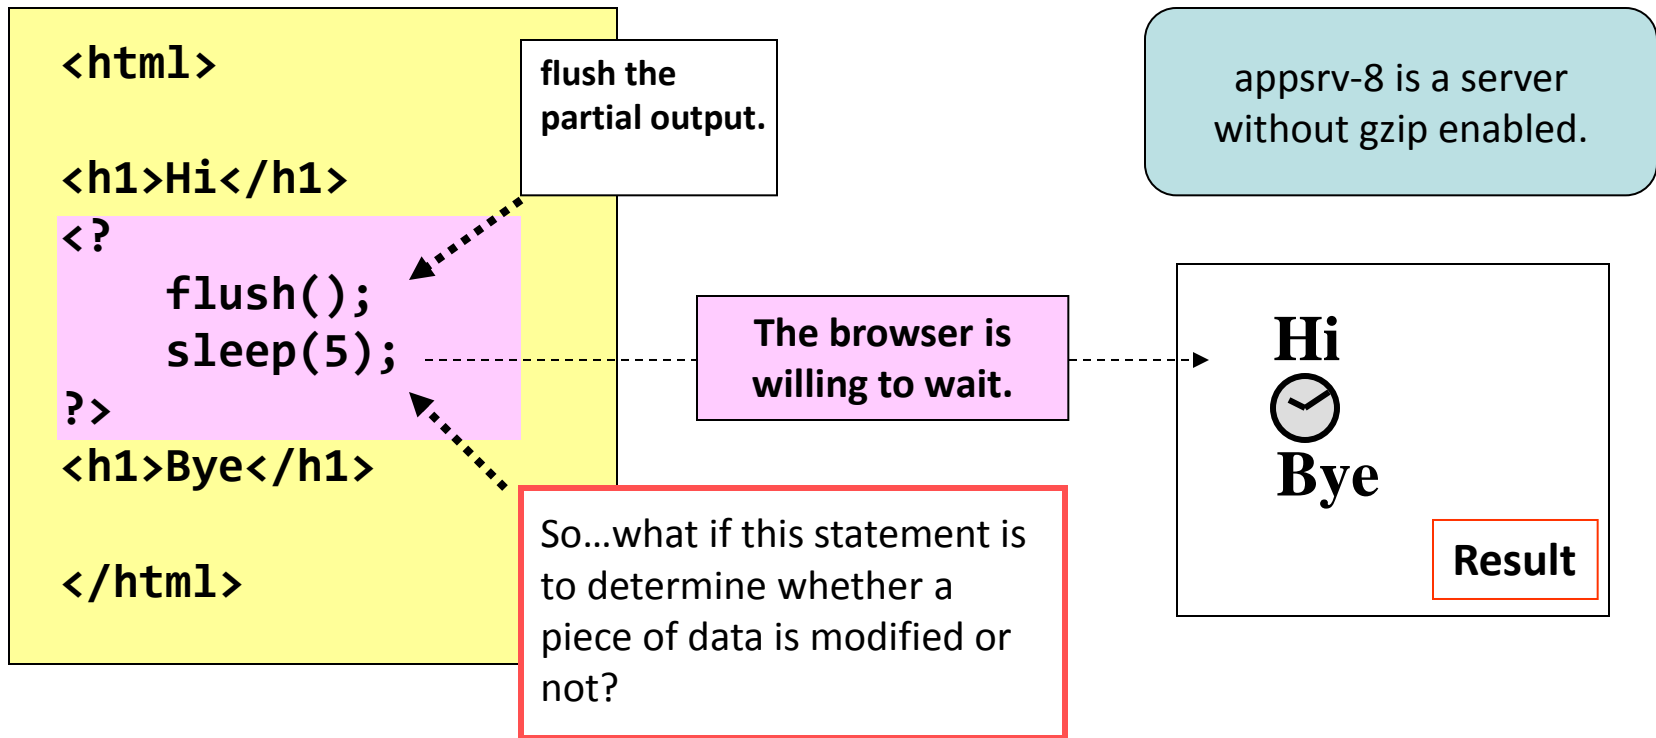 <html>
<h1>Hi</h1>
<?
flush();
sleep(5);
?>
<h1>Bye</h1>
</html>
flush the
partial output.
The browser is
willing to wait.
So...what if this statement is
to determine whether a
piece of data is modified or
not?
appsrv-8 is a server
without gzip enabled.
Hi
Bye
Result